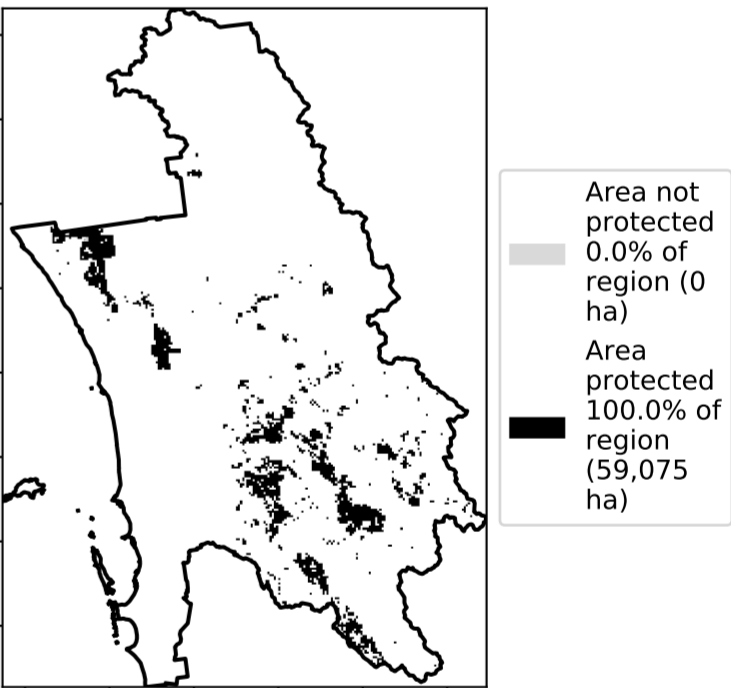 Area not
protected
0.0% of
region (0
ha)
Area
protected
100.0% of
region
(59,075
ha)